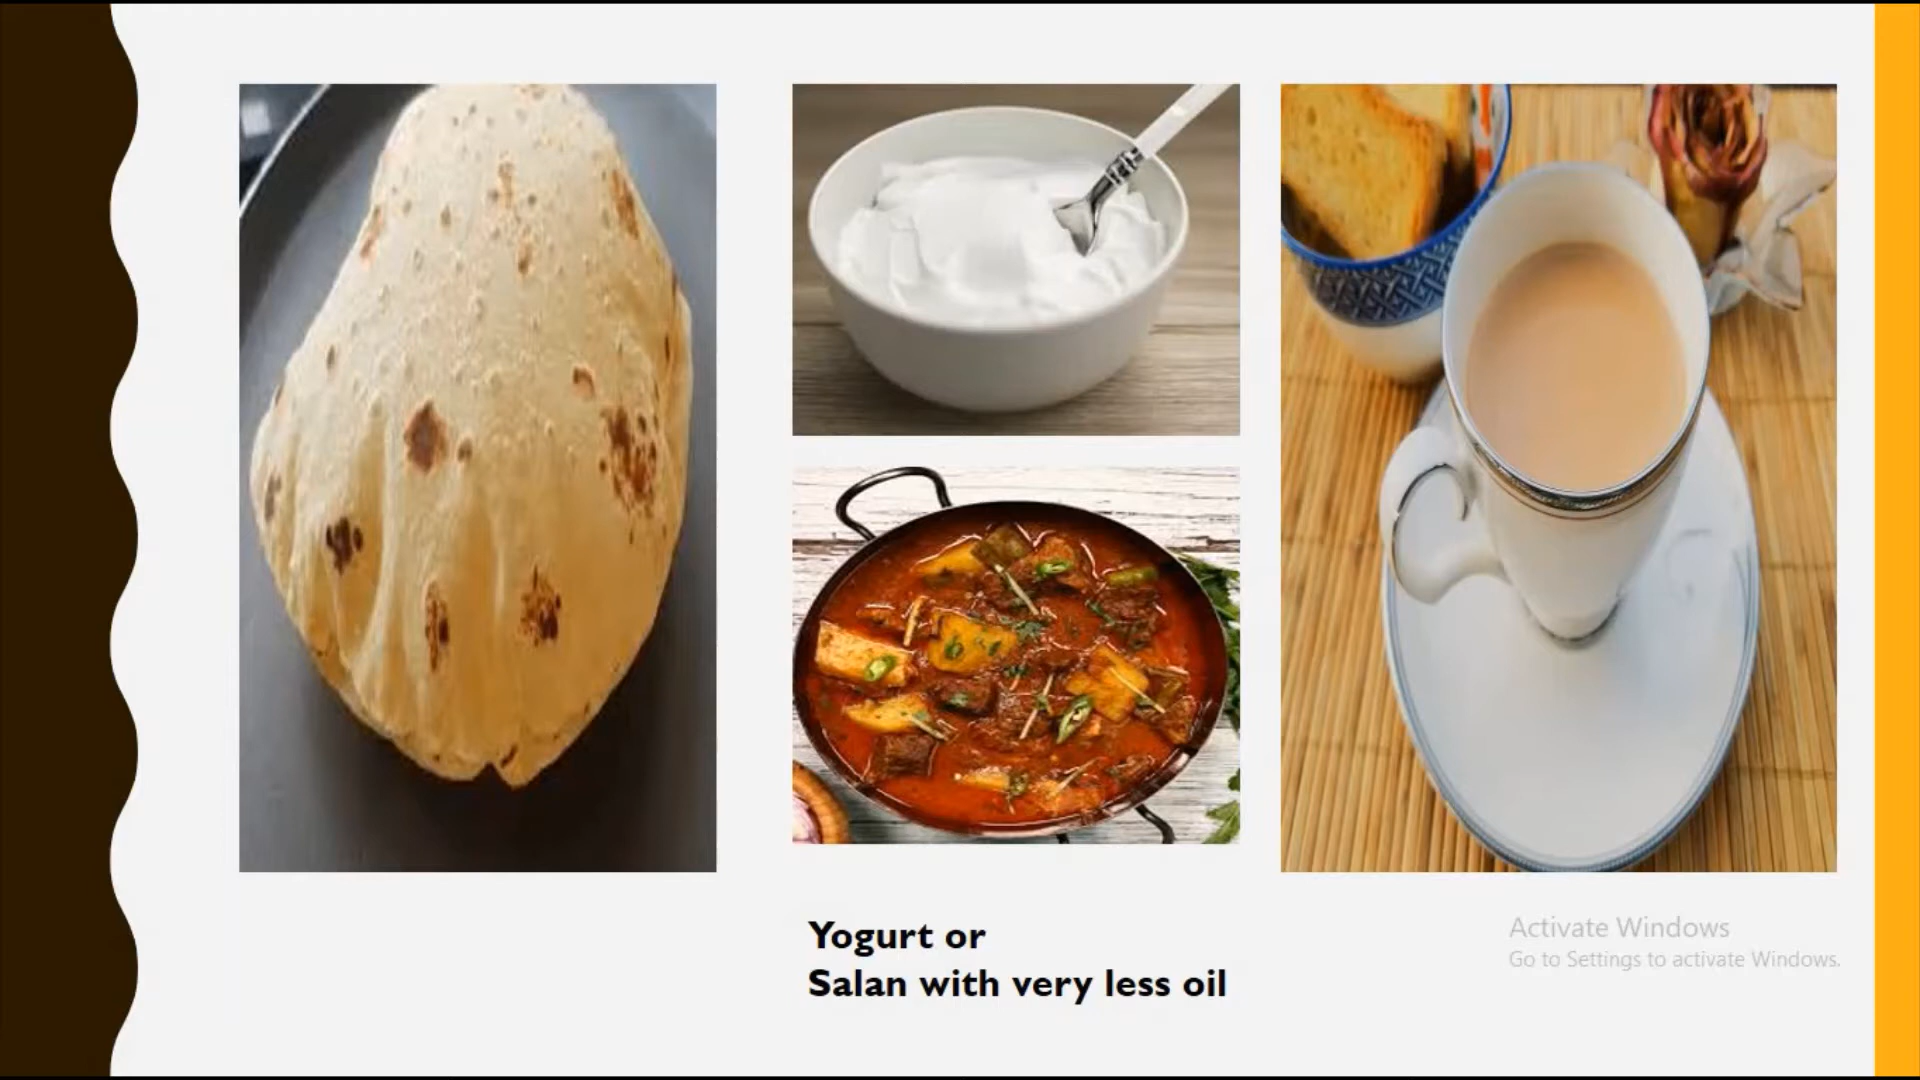 Yogurt or
Salan with very less oil
Activate Windows
Go to Settings to activate Windows.